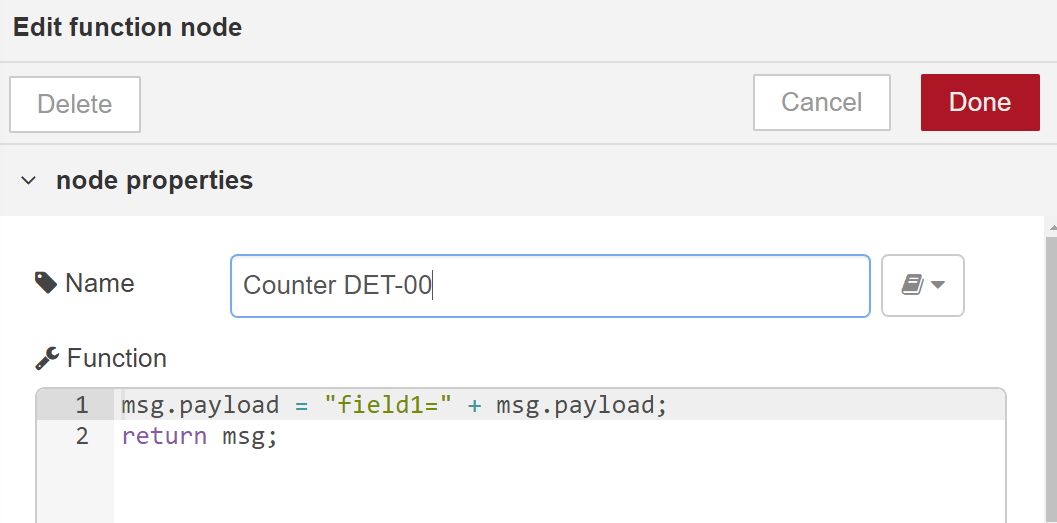 Edit function node
Delete
Cancel
Done
node properties
Name
Counter DET-00
Function
1 msg.payload = "field1=" + msg.payload;
2 return msg;